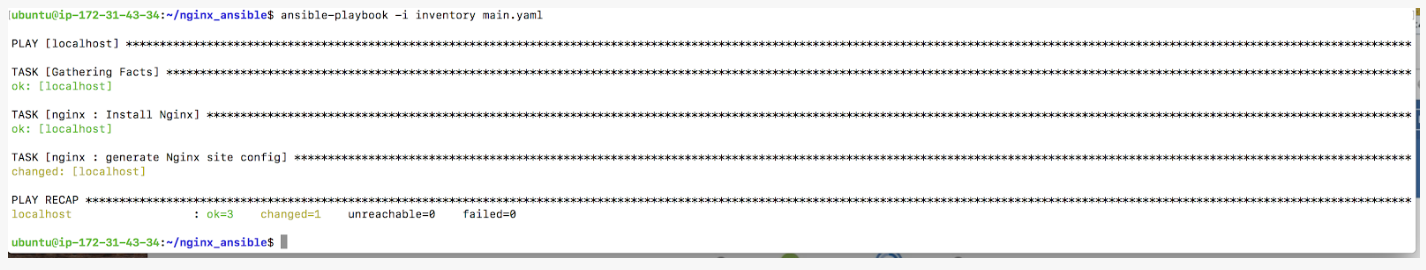 ubuntu@ip-172-31-43-34:~/nginx_ansible$ ansible-playbook -i inventory main.yaml
PLAY [localhost] ****************************************************************************************************************************************************************************************
TASK [Gathering Facts] **********************************************************************************************************************************************************************************
ok: [localhost]
TASK [nginx : Install Nginx] ****************************************************************************************************************************************************************************
ok: [localhost]
TASK [nginx : generate Nginx site config] ***************************************************************************************************************************************************************
changed: [localhost]
PLAY RECAP **********************************************************************************************************************************************************************************************
localhost                  : ok=3    changed=1    unreachable=0    failed=0
ubuntu@ip-172-31-43-34:~/nginx_ansible$